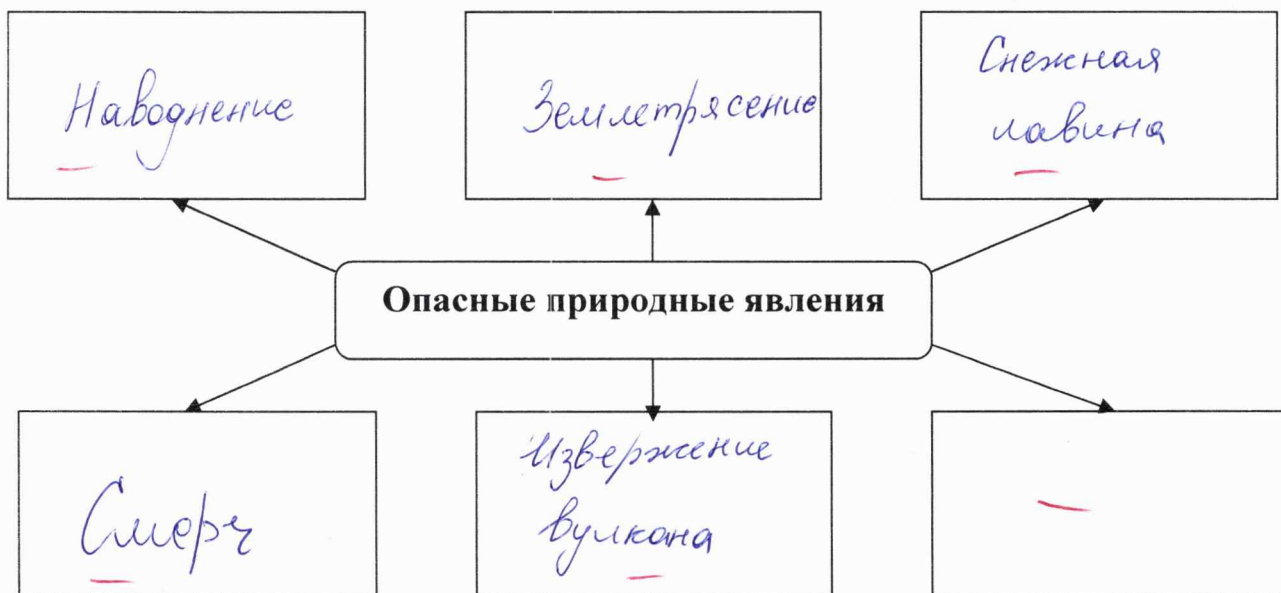 Наводнение
Землетрясение
Снежная
лавина
Опасные природные явления
Смерч
Извержение
вулкана